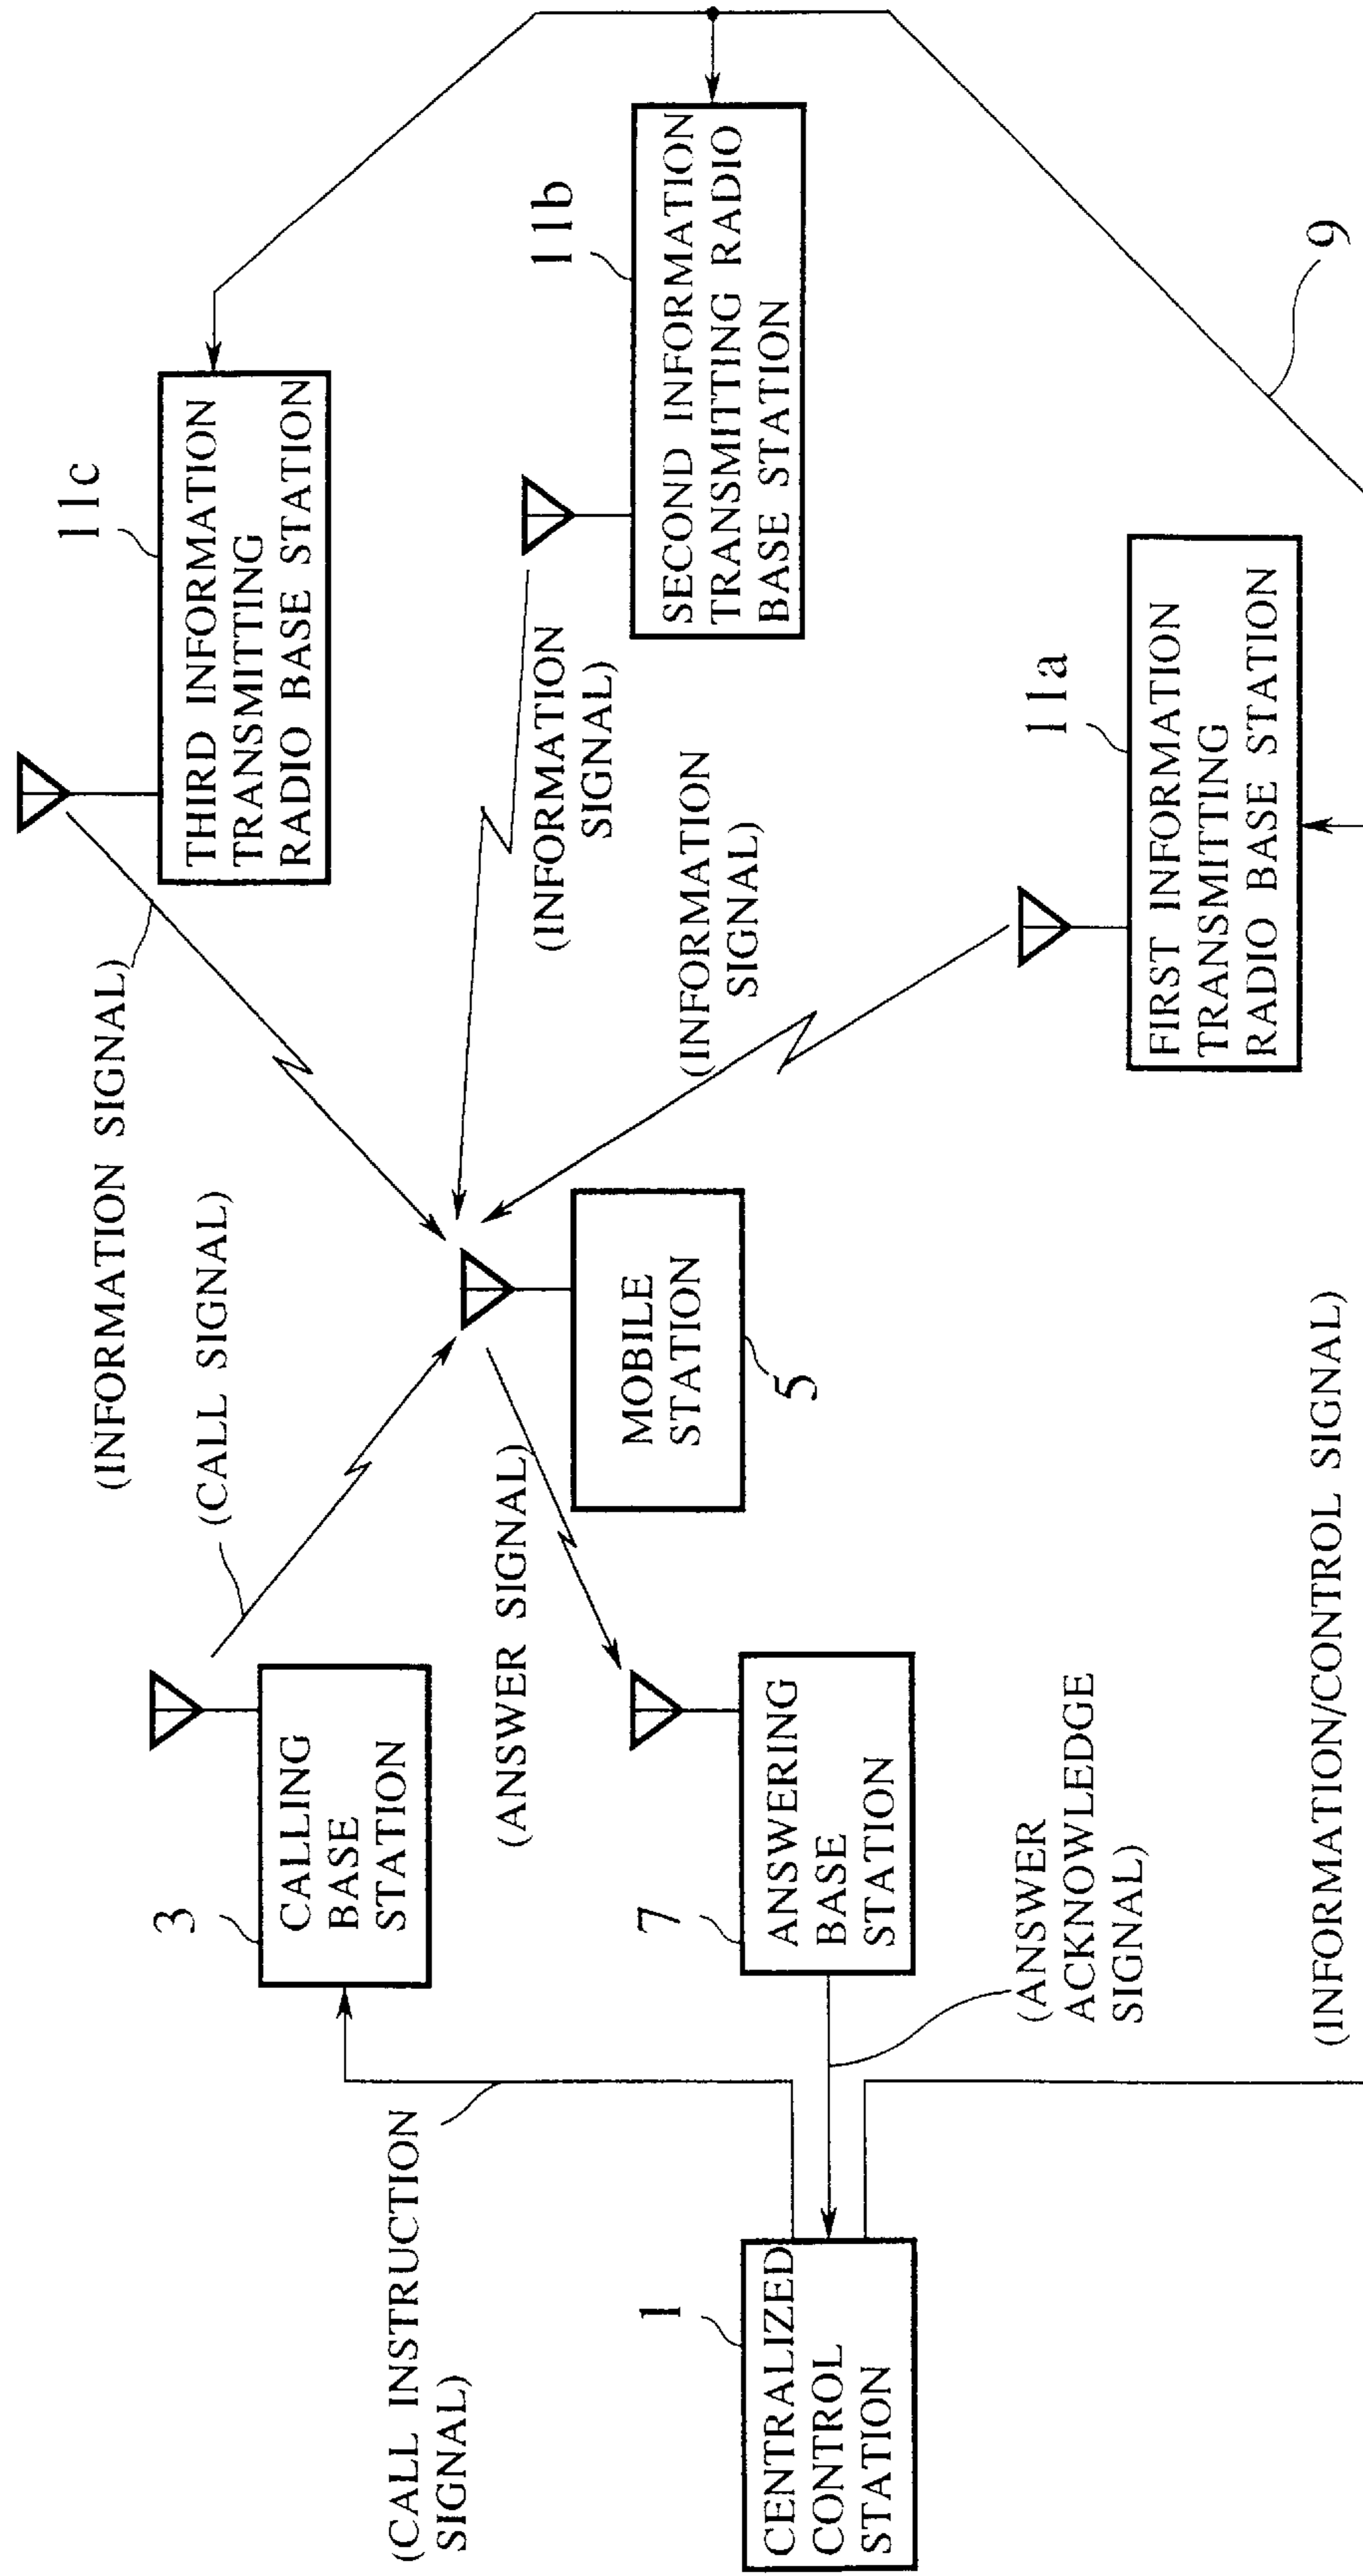 (CALL INSTRUCTION
SIGNAL)
1
CENTRALIZED
CONTROL
STATION
3
CALLING
BASE
STATION
(ANSWER SIGNAL)
7
ANSWERING
BASE
STATION
(ANSWER
ACKNOWLEDGE
SIGNAL)
(INFORMATION/CONTROL SIGNAL)
(INFORMATION SIGNAL)
(CALL SIGNAL)
MOBILE
STATION
5
11c
THIRD INFORMATION
TRANSMITTING
RADIO BASE STATION
(INFORMATION
SIGNAL)
11b
SECOND INFORMATION
TRANSMITTING RADIO
BASE STATION
(INFORMATION
SIGNAL)
11a
FIRST INFORMATION
TRANSMITTING
RADIO BASE STATION
9